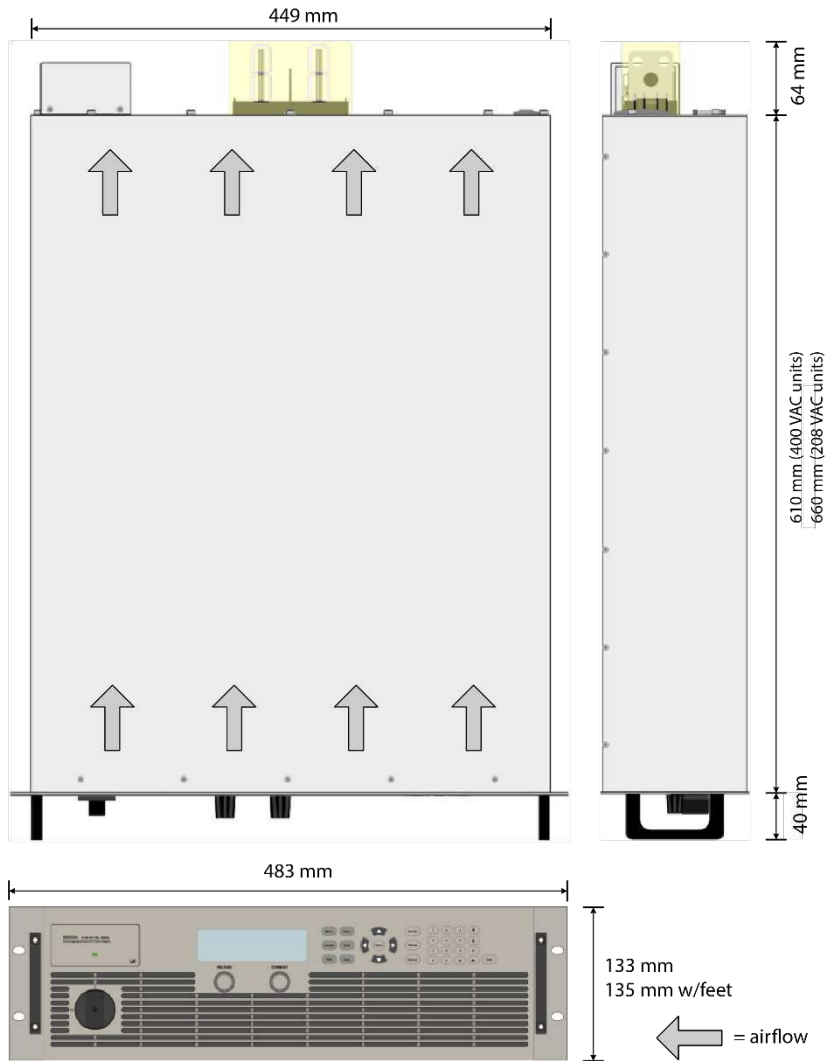 449 mm
64 mm
610 mm (400 VAC units)
660 mm (208 VAC units)
40 mm
483 mm
VOLTAGE
CURRENT
133 mm
135 mm w/feet
= airflow